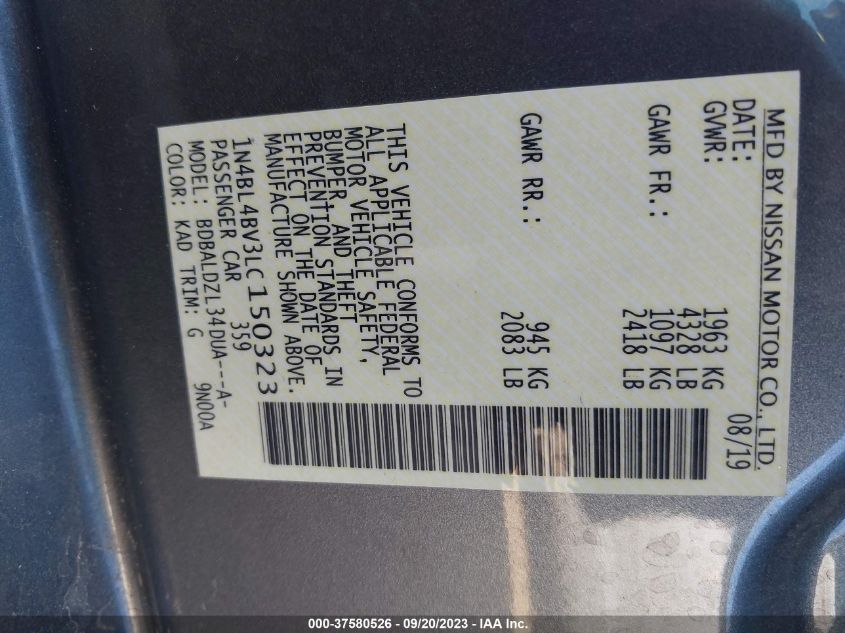 MFD BY NISSAN MOTOR CO., LTD.
DATE: 08/19
GVWR: 1963 KG
4328 LB
GAWR FR.: 1097 KG
2418 LB
GAWR RR.: 945 KG
2083 LB
THIS VEHICLE CONFORMS TO
ALL APPLICABLE FEDERAL
MOTOR VEHICLE SAFETY,
BUMPER, AND THEFT
PREVENTION STANDARDS IN
EFFECT ON THE DATE OF
MANUFACTURE SHOWN ABOVE.
1N4BL4BV3LC150323
PASSENGER CAR 359
MODEL: BDBALDZL34DUA---A-
COLOR: KAD TRIM: G 9N00A
000-37580526 - 09/20/2023 - IAA Inc.